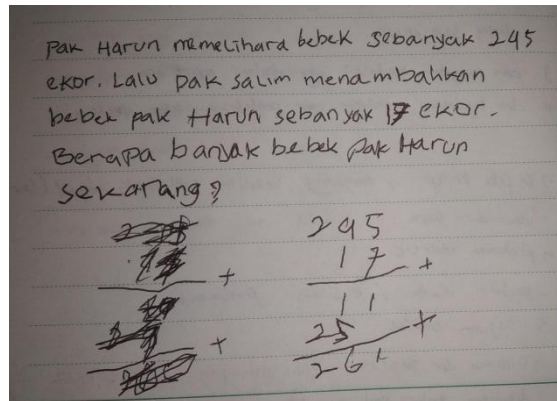 Pak Harun memelihara bebek sebanyak 245
ekor. Lalu pak salim menambahkan
bebek pak Harun sebanyak 17 ekor.
Berapa banyak bebek pak Harun
sekarang?
245
17 +
11
25 +
261